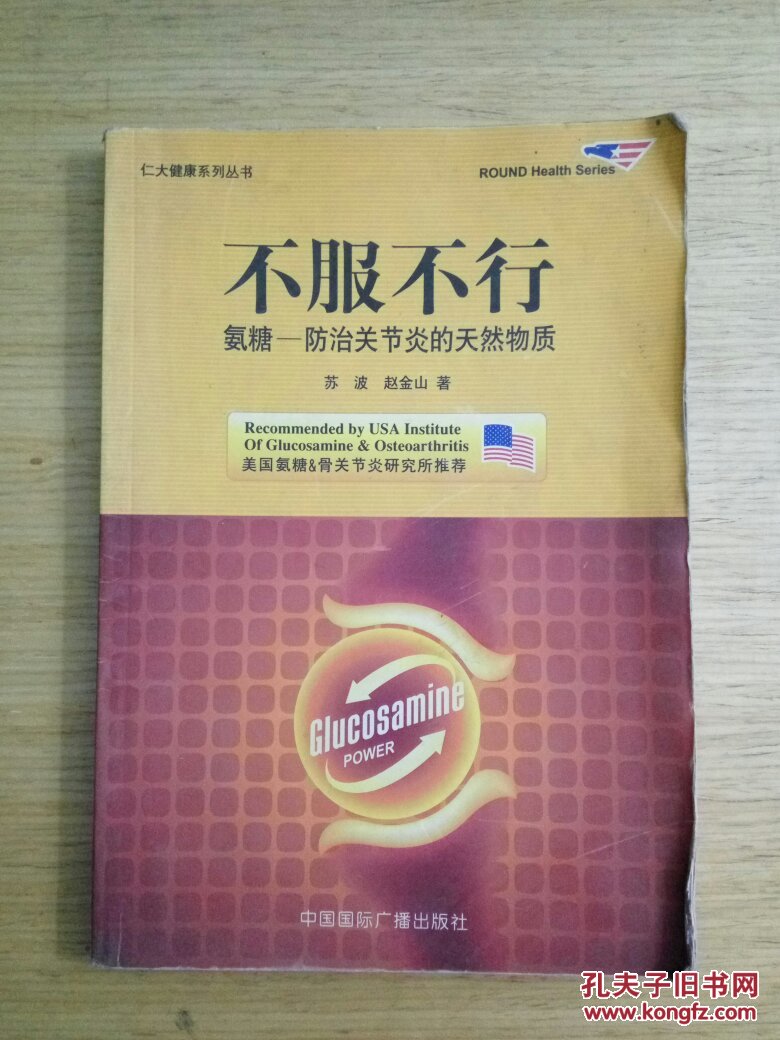 仁大健康系列丛书
ROUND Health Series
不服不行
氨糖—防治关节炎的天然物质
苏 波 赵金山 著
Recommended by USA Institute
Of Glucosamine & Osteoarthritis
美国氨糖&骨关节炎研究所推荐
Glucosamine
POWER
中国国际广播出版社
孔夫子旧书网
www.kongfz.com